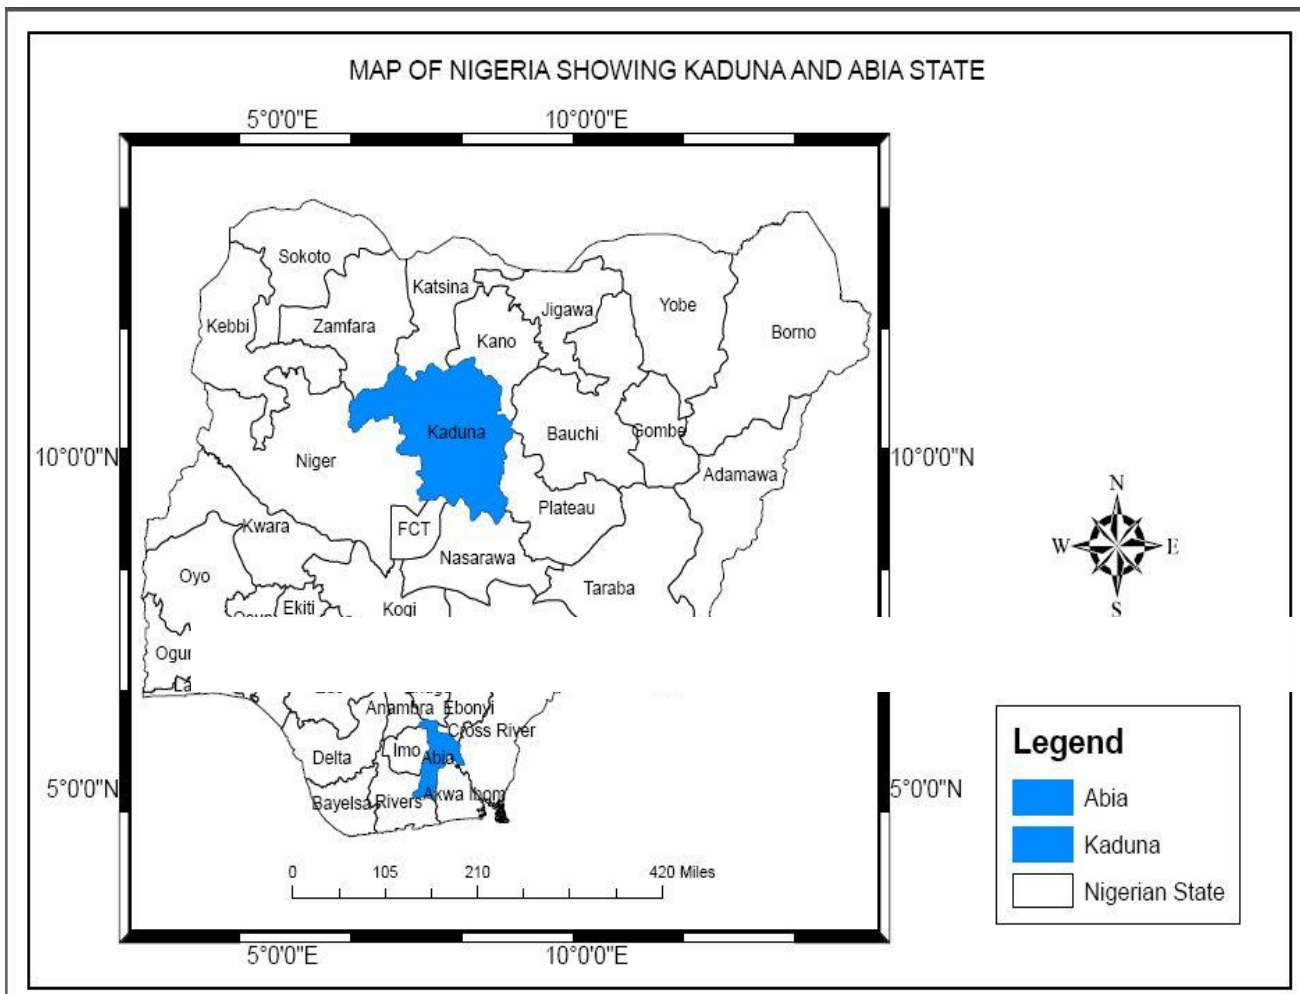 MAP OF NIGERIA SHOWING KADUNA AND ABIA STATE
5°0'0"E 10°0'0"E
Sokoto
Katsina
Yobe
Jigawa
Kebbi Zamfara
Borno
Kano
Kaduna Bauchi Gombe
10°0'0"N 10°0'0"N
Niger
Adamawa
N
Plateau
Kwara FCT
W E
Nasarawa
Oyo
Taraba
Ekiti Kogi
S
Anambra Ebonyi
Cross River
Delta Imo Abia
Legend
5°0'0"N 5°0'0"N
Abia
Bayelsa Rivers Akwa Ibom
Kaduna
0 105 210 420 Miles
Nigerian State
5°0'0"E 10°0'0"E